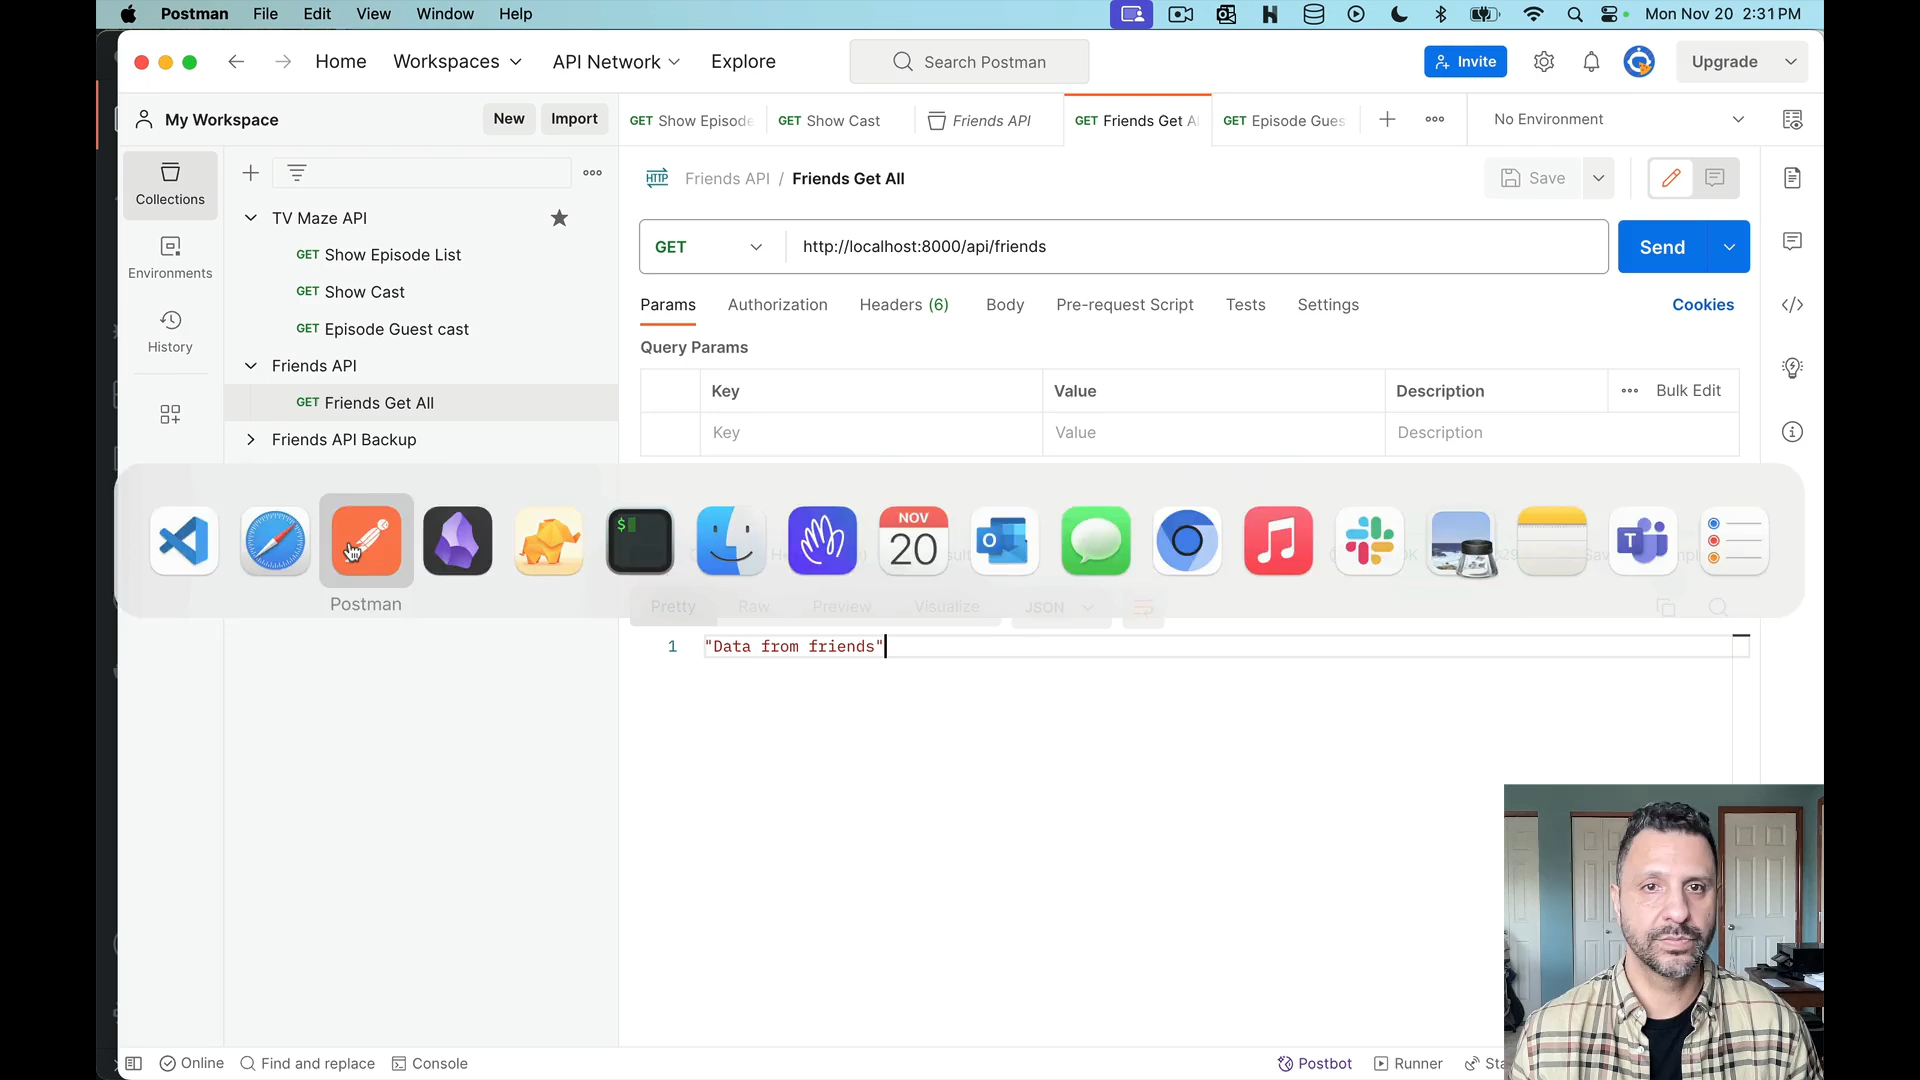 Postman File Edit View Window Help
Mon Nov 20 2:31 PM
Home Workspaces API Network Explore
Search Postman
Invite
Upgrade
My Workspace
New Import
GET Show Episode
GET Show Cast
Friends API
GET Friends Get A
GET Episode Gues
No Environment
Collections
Environments
History
TV Maze API
GET Show Episode List
GET Show Cast
GET Episode Guest cast
Friends API
GET Friends Get All
Friends API Backup
HTTP Friends API / Friends Get All
Save
GET http://localhost:8000/api/friends
Send
Params Authorization Headers (6) Body Pre-request Script Tests Settings
Cookies
Query Params
Key Value Description Bulk Edit
Key Value Description
$
NOV
20
O
T
Postman
Pretty Raw Preview Visualize JSON
1 "Data from friends"
Online Find and replace Console
Postbot Runner